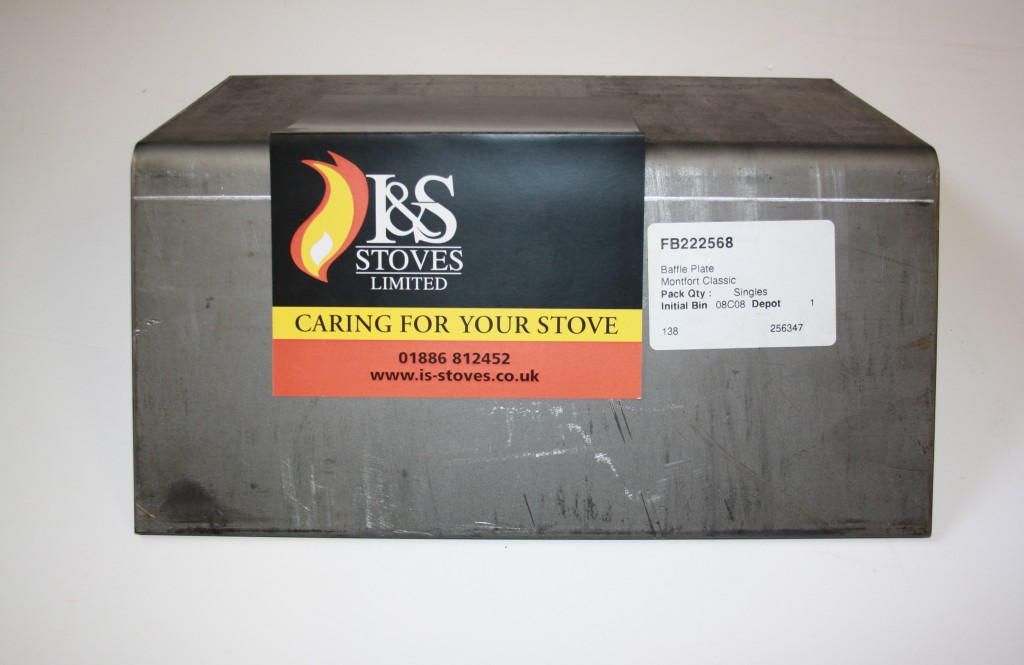 I&S
STOVES
LIMITED
CARING FOR YOUR STOVE
01886 812452
www.is-stoves.co.uk
FB222568
Baffle Plate
Montfort Classic
Pack Qty : Singles
Initial Bin 08C08 Depot 1
138 256347